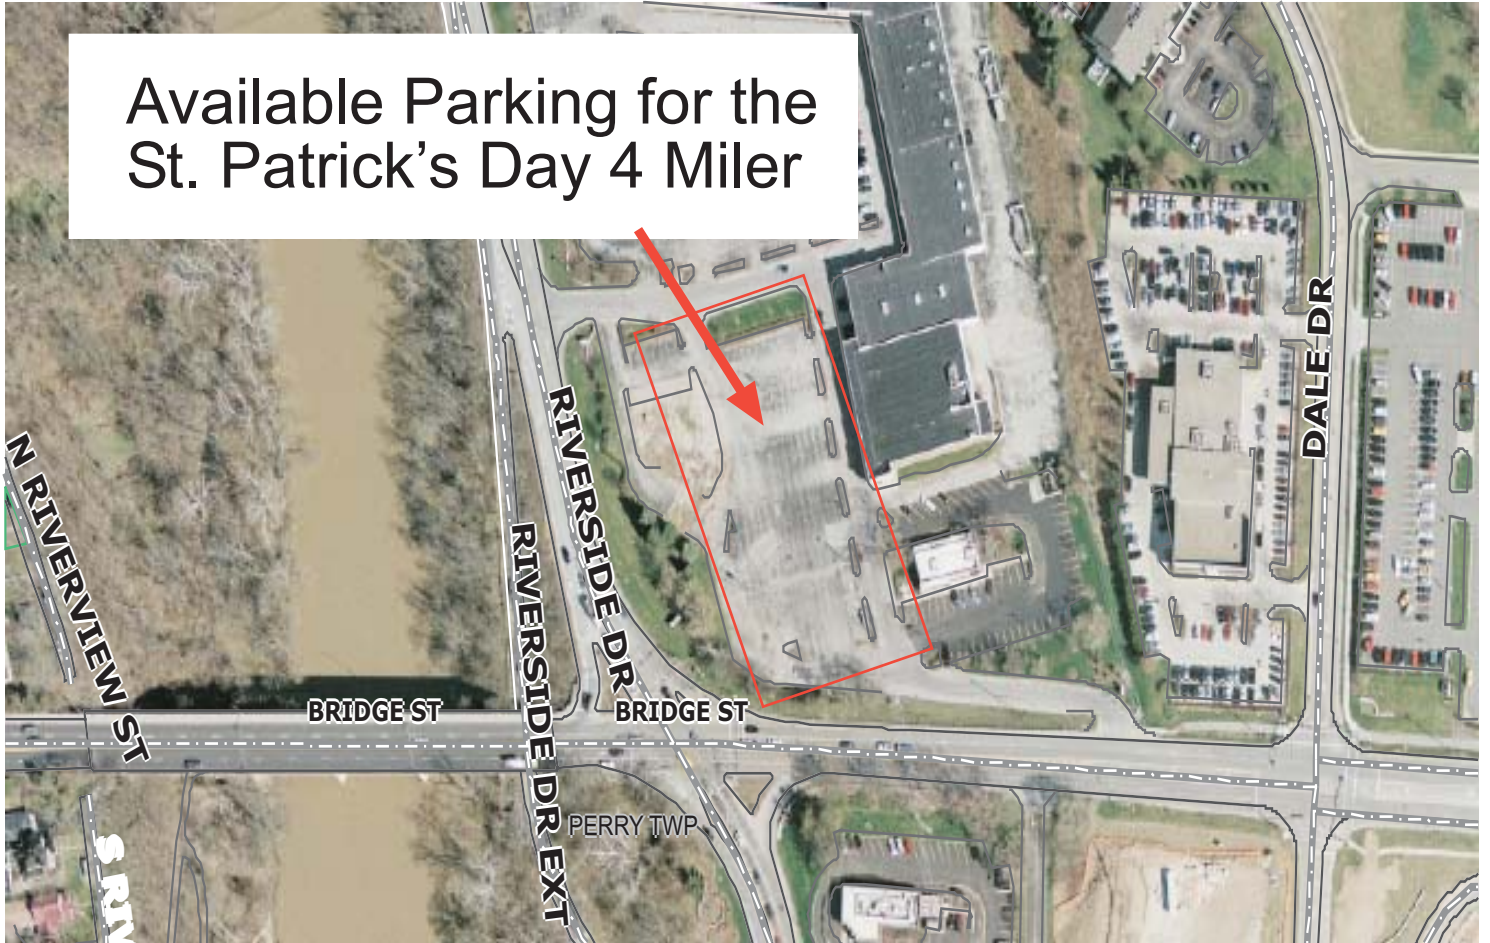 Available Parking for the
St. Patrick’s Day 4 Miler
DALE DR
RIVERSIDE DR
N RIVERVIEW ST
RIVERSIDE DR EXT
BRIDGE ST
BRIDGE ST
PERRY TWP
S RIV